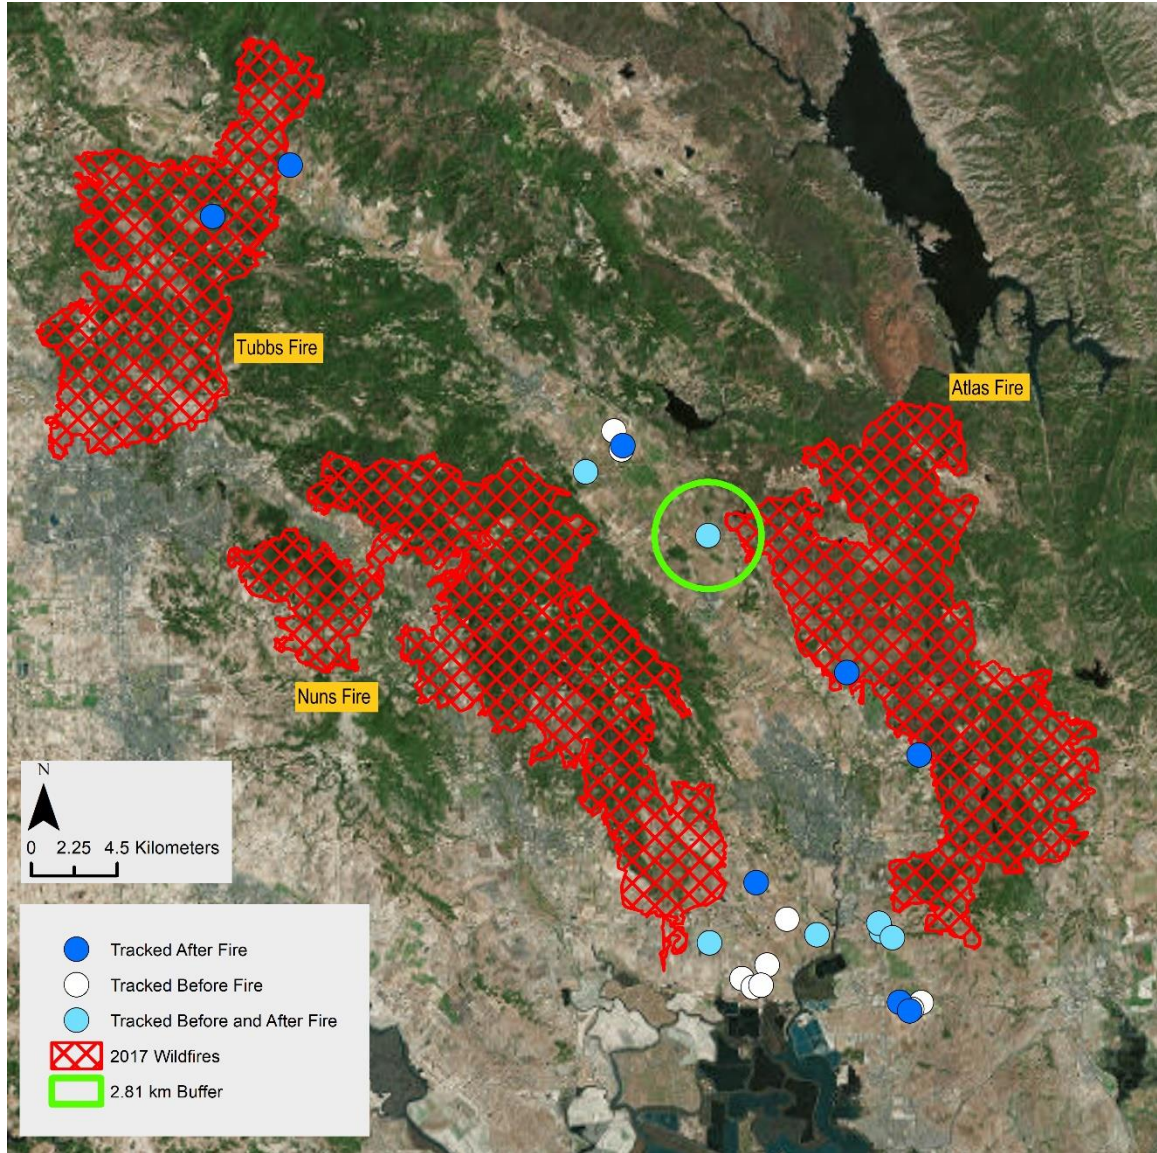 Tubbs Fire
Atlas Fire
Nuns Fire
N
0 2.25 4.5 Kilometers
Tracked After Fire
Tracked Before Fire
Tracked Before and After Fire
2017 Wildfires
2.81 km Buffer